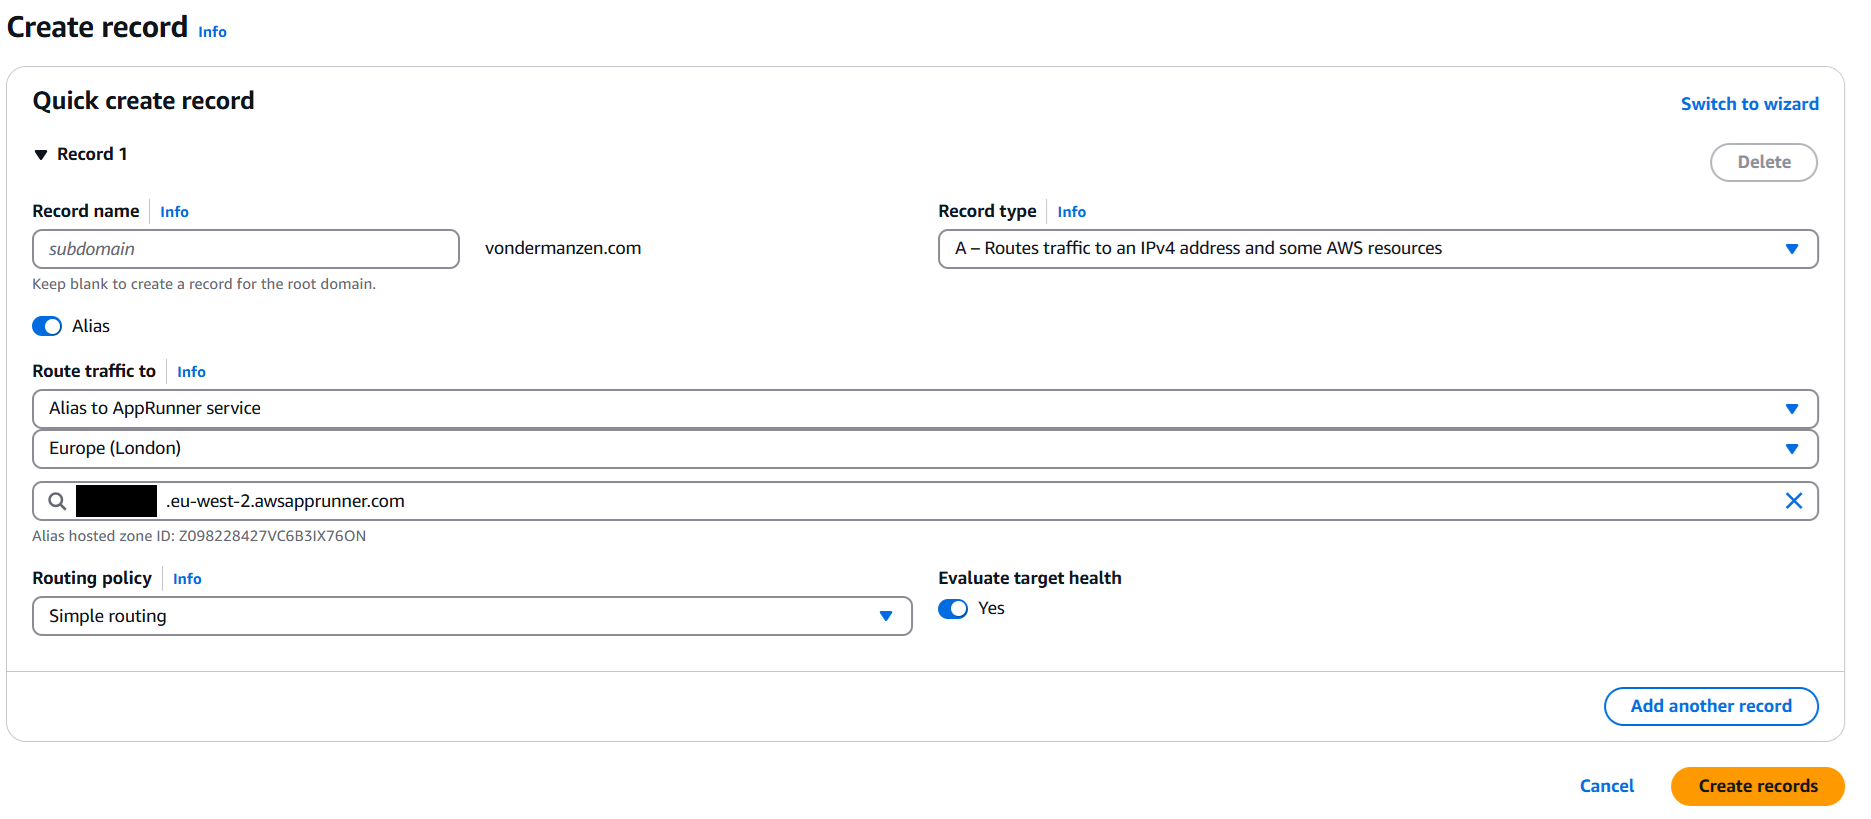 Create record Info
Quick create record
Switch to wizard
Record 1
Delete
Record name Info
Record type Info
subdomain
vondermanzen.com
A – Routes traffic to an IPv4 address and some AWS resources
Keep blank to create a record for the root domain.
Alias
Route traffic to Info
Alias to AppRunner service
Europe (London)
.eu-west-2.awsapprunner.com
Alias hosted zone ID: Z098228427VC6B3IX76ON
Routing policy Info
Evaluate target health
Simple routing
Yes
Add another record
Cancel
Create records